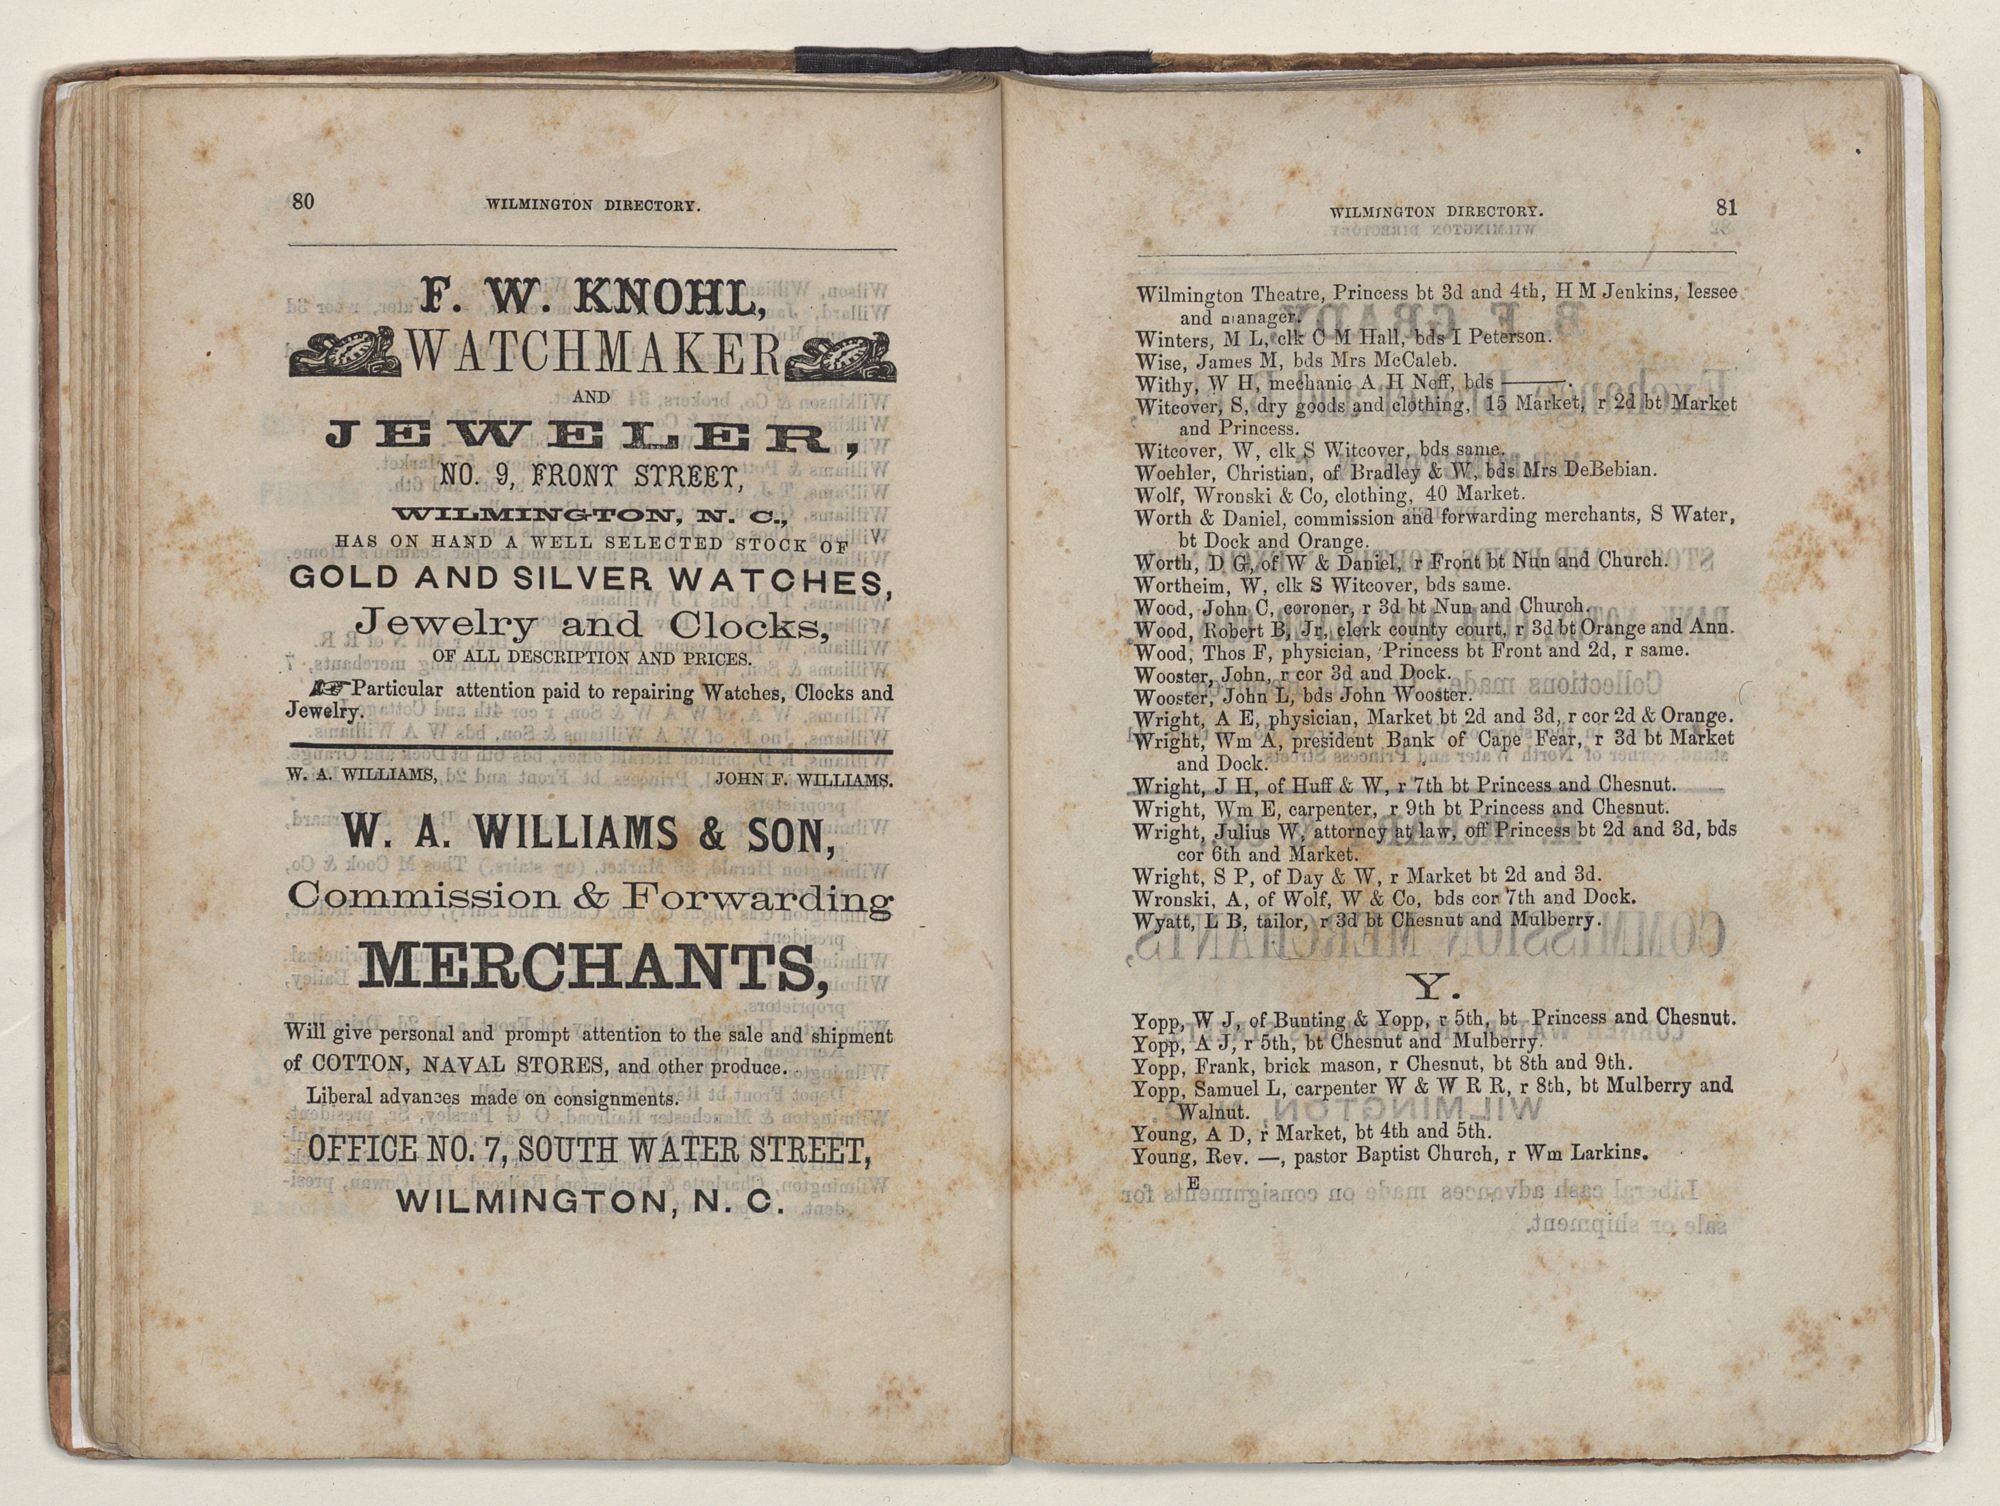 80
WILMINGTON DIRECTORY.
F. W. KNOHL,
WATCHMAKER
AND
JEWELER,
NO. 9, FRONT STREET,
WILMINGTON, N. C.,
HAS ON HAND A WELL SELECTED STOCK OF
GOLD AND SILVER WATCHES,
Jewelry and Clocks,
OF ALL DESCRIPTION AND PRICES.
☞Particular attention paid to repairing Watches, Clocks and
Jewelry.
W. A. WILLIAMS, JOHN F. WILLIAMS.
W. A. WILLIAMS & SON,
Commission & Forwarding
MERCHANTS,
Will give personal and prompt attention to the sale and shipment
of COTTON, NAVAL STORES, and other produce.
Liberal advances made on consignments.
OFFICE NO. 7, SOUTH WATER STREET,
WILMINGTON, N. C.
WILMINGTON DIRECTORY. 81
Wilmington Theatre, Princess bt 3d and 4th, H M Jenkins, lessee
and manager.
Winters, M L, clk C M Hall, bds I Peterson.
Wise, James M, bds Mrs McCaleb.
Withy, W H, mechanic A H Neff, bds ———.
Witcover, S, dry goods and clothing, 15 Market, r 2d bt Market
and Princess.
Witcover, W, clk S Witcover, bds same.
Woehler, Christian, of Bradley & W, bds Mrs DeBebian.
Wolf, Wronski & Co, clothing, 40 Market.
Worth & Daniel, commission and forwarding merchants, S Water,
bt Dock and Orange.
Worth, D G, of W & Daniel, r Front bt Nun and Church.
Wortheim, W, clk S Witcover, bds same.
Wood, John C, coroner, r 3d bt Nun and Church.
Wood, Robert B, Jr, clerk county court, r 3d bt Orange and Ann.
Wood, Thos F, physician, Princess bt Front and 2d, r same.
Wooster, John, r cor 3d and Dock.
Wooster, John L, bds John Wooster.
Wright, A E, physician, Market bt 2d and 3d, r cor 2d & Orange.
Wright, Wm A, president Bank of Cape Fear, r 3d bt Market
and Dock.
Wright, J H, of Huff & W, r 7th bt Princess and Chesnut.
Wright, Wm E, carpenter, r 9th bt Princess and Chesnut.
Wright, Julius W, attorney at law, off Princess bt 2d and 3d, bds
cor 6th and Market.
Wright, S P, of Day & W, r Market bt 2d and 3d.
Wronski, A, of Wolf, W & Co, bds cor 7th and Dock.
Wyatt, L B, tailor, r 3d bt Chesnut and Mulberry.
Y.
Yopp, W J, of Bunting & Yopp, r 5th, bt Princess and Chesnut.
Yopp, A J, r 5th, bt Chesnut and Mulberry.
Yopp, Frank, brick mason, r Chesnut, bt 8th and 9th.
Yopp, Samuel L, carpenter W & W R R, r 8th, bt Mulberry and
Walnut.
Young, A D, r Market, bt 4th and 5th.
Young, Rev. —, pastor Baptist Church, r Wm Larkins.
E